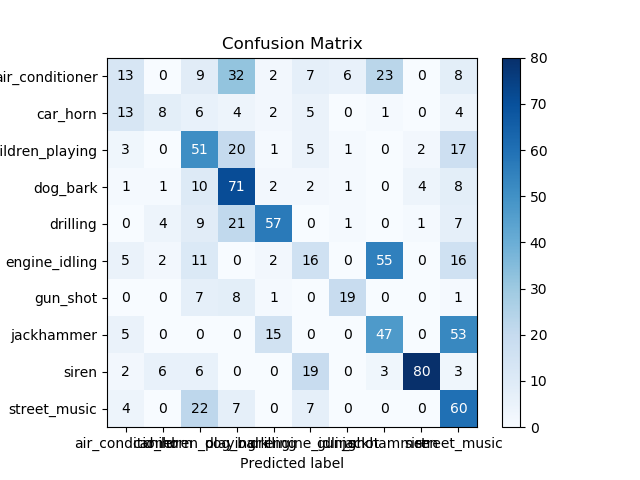 Confusion Matrix
air_conditioner 13 0 9 32 2 7 6 23 0 8
car_horn 13 8 6 4 2 5 0 1 0 4
ildren_playing 3 0 51 20 1 5 1 0 2 17
dog_bark 1 1 10 71 2 2 1 0 4 8
drilling 0 4 9 21 57 0 1 0 1 7
engine_idling 5 2 11 0 2 16 0 55 0 16
gun_shot 0 0 7 8 1 0 19 0 0 1
jackhammer 5 0 0 0 15 0 0 47 0 53
siren 2 6 6 0 0 19 0 3 80 3
street_music 4 0 22 7 0 7 0 0 0 60
street_music
Predicted label
80
70
60
50
40
30
20
10
0